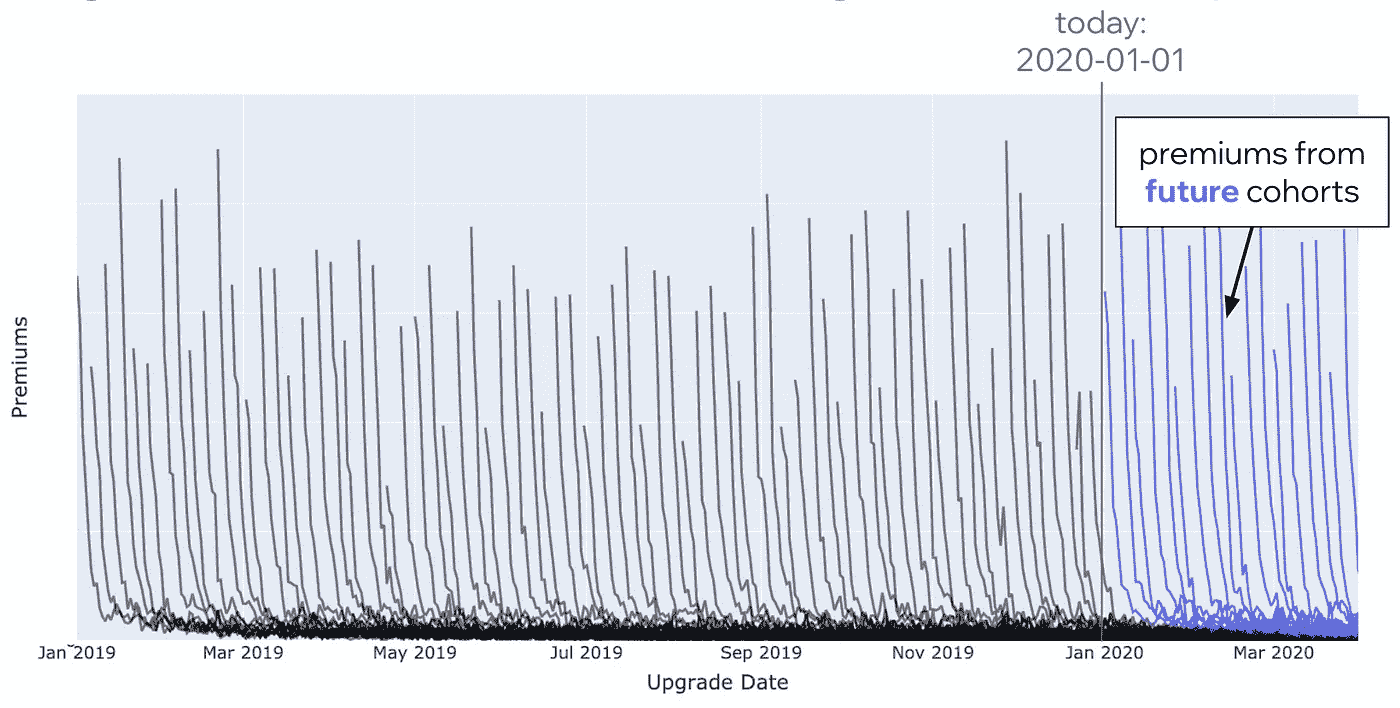 today:
2020-01-01
premiums from
future cohorts
Premiums
Jan 2019
Mar 2019
May 2019
Jul 2019
Sep 2019
Nov 2019
Jan 2020
Mar 2020
Upgrade Date